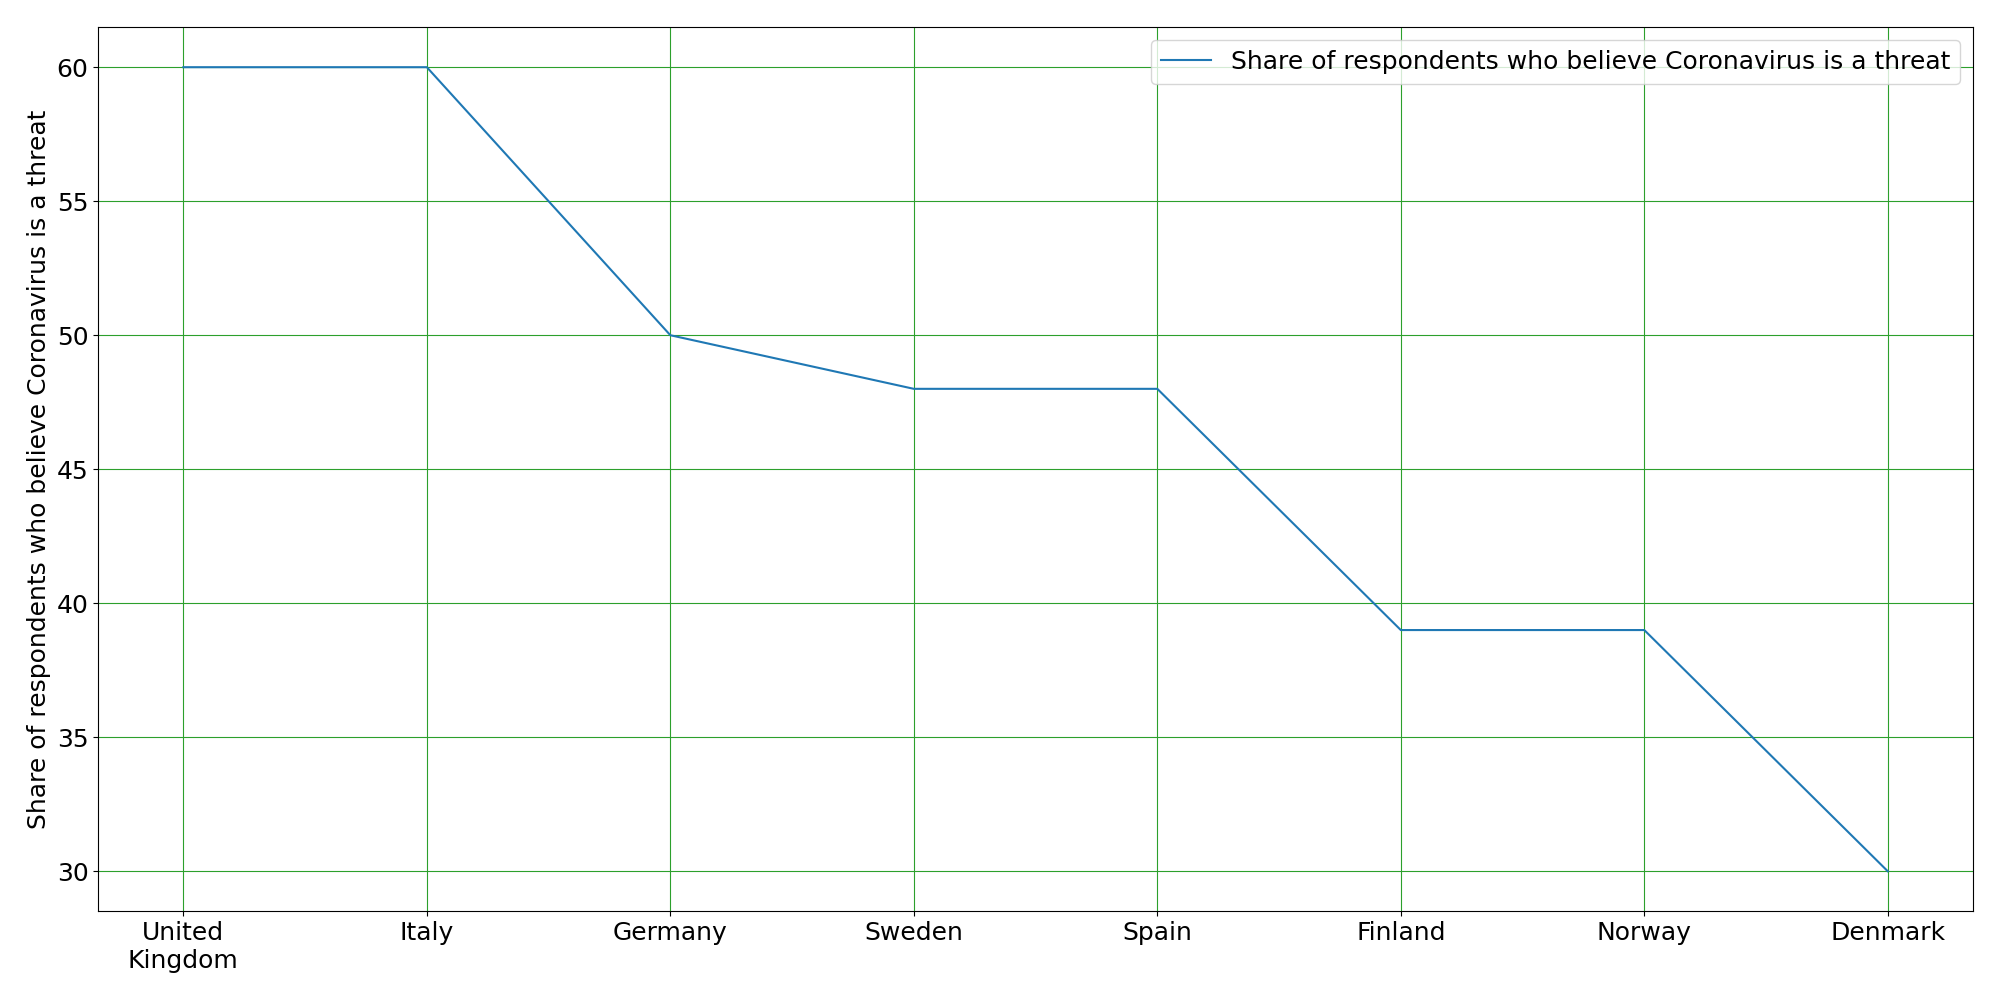 Share of respondents who believe Coronavirus is a threat
Share of respondents who believe Coronavirus is a threat
60
55
50
45
40
35
30
United
Kingdom
Italy
Germany
Sweden
Spain
Finland
Norway
Denmark